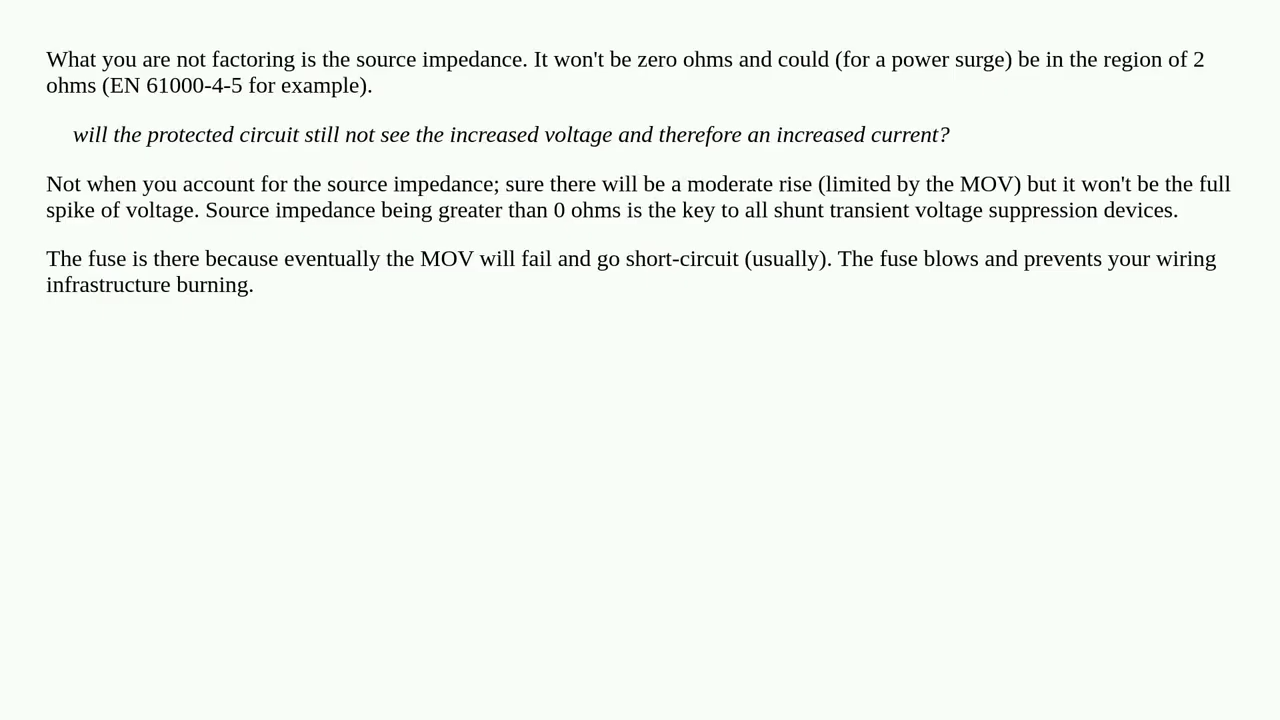 What you are not factoring is the source impedance. It won't be zero ohms and could (for a power surge) be in the region of 2
ohms (EN 61000-4-5 for example).
will the protected circuit still not see the increased voltage and therefore an increased current?
Not when you account for the source impedance; sure there will be a moderate rise (limited by the MOV) but it won't be the full
spike of voltage. Source impedance being greater than 0 ohms is the key to all shunt transient voltage suppression devices.
The fuse is there because eventually the MOV will fail and go short-circuit (usually). The fuse blows and prevents your wiring
infrastructure burning.